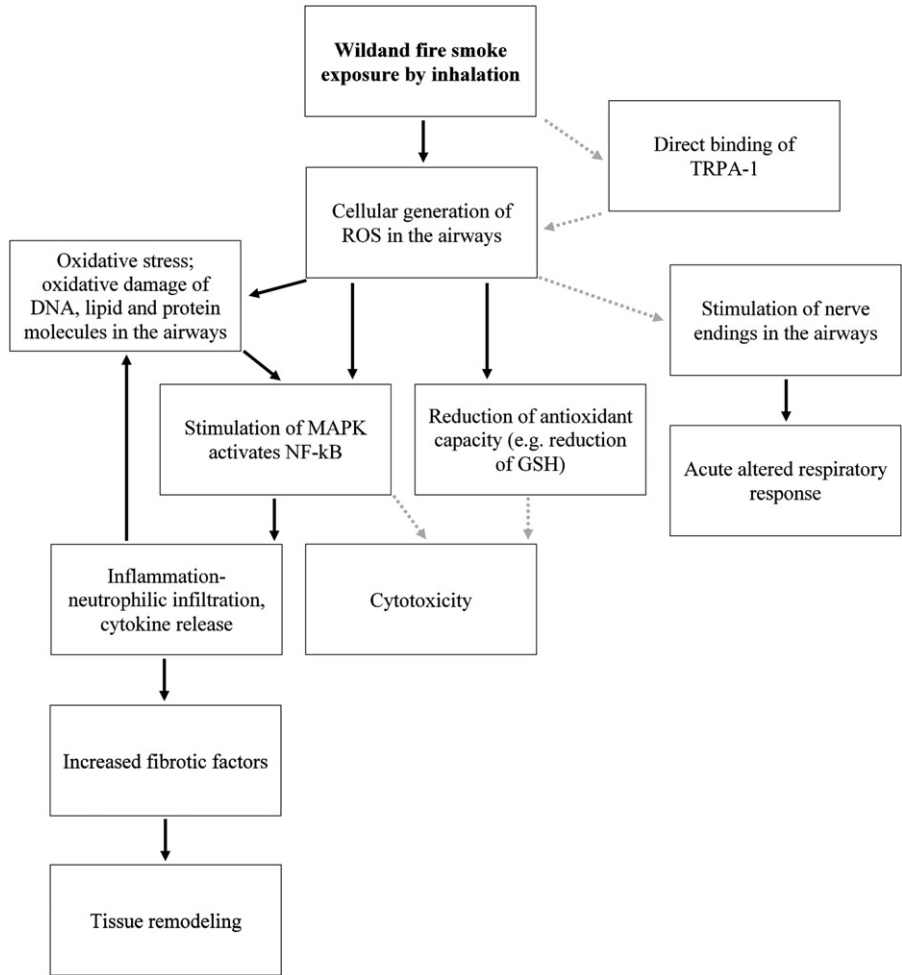 Wildand fire smoke
exposure by inhalation
Direct binding of
TRPA-1
Cellular generation of
ROS in the airways
Oxidative stress;
oxidative damage of
DNA, lipid and protein
molecules in the airways
Stimulation of nerve
endings in the airways
Stimulation of MAPK
activates NF-kB
Reduction of antioxidant
capacity (e.g. reduction
of GSH)
Acute altered respiratory
response
Inflammation-
neutrophilic infiltration,
cytokine release
Cytotoxicity
Increased fibrotic factors
Tissue remodeling